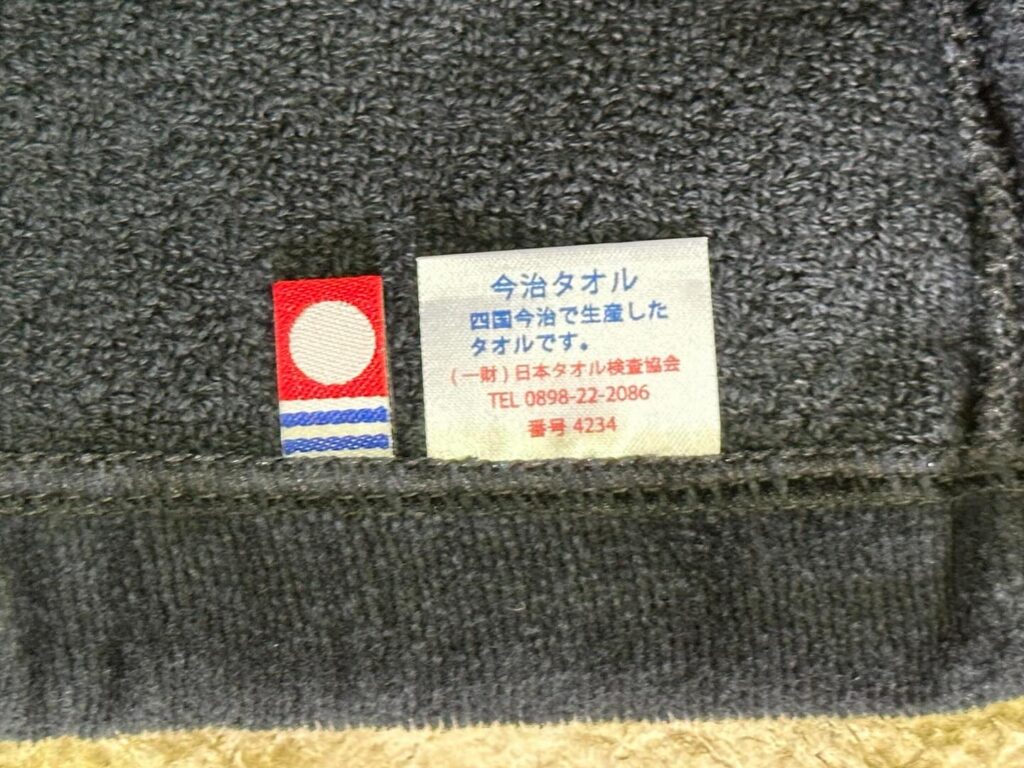 今治タオル
四国今治で生産した
タオルです。
(一財)日本タオル検査協会
TEL 0898-22-2086
番号 4234